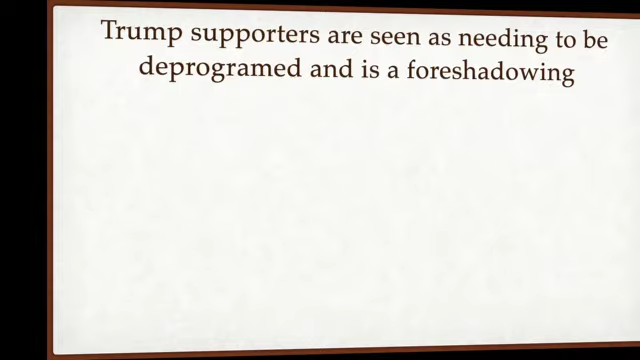 Trump supporters are seen as needing to be
deprogramed and is a foreshadowing